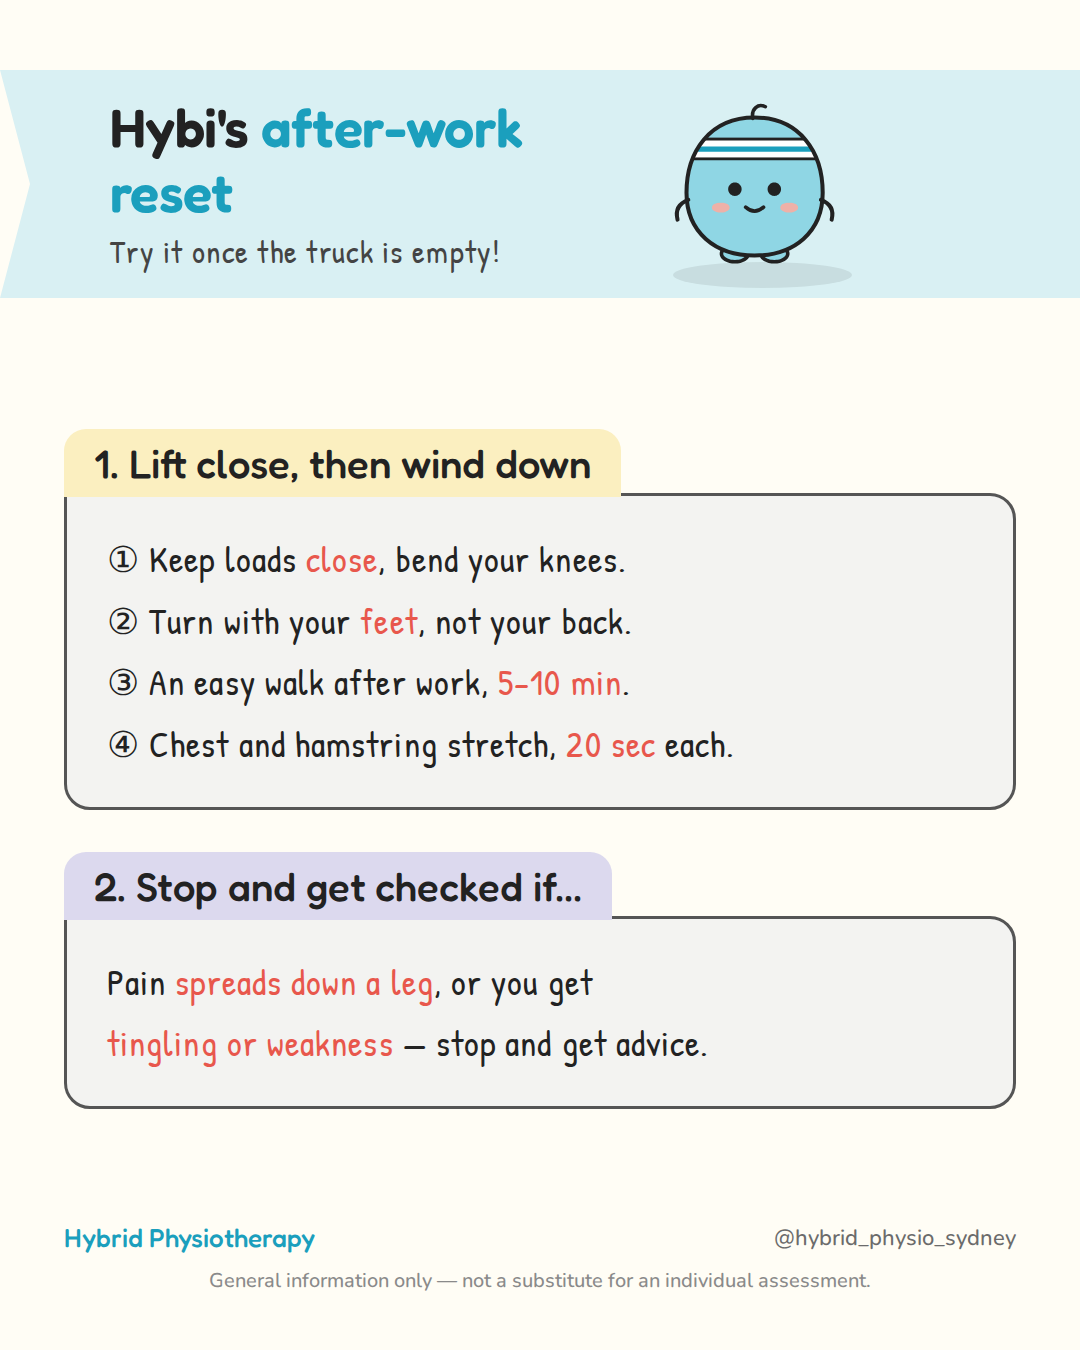 Hybi's after-work
reset
Try it once the truck is empty!
1. Lift close, then wind down
① Keep loads close, bend your knees.
② Turn with your feet, not your back.
③ An easy walk after work, 5–10 min.
④ Chest and hamstring stretch, 20 sec each.
2. Stop and get checked if...
Pain spreads down a leg, or you get
tingling or weakness — stop and get advice.
Hybrid Physiotherapy
@hybrid_physio_sydney
General information only — not a substitute for an individual assessment.